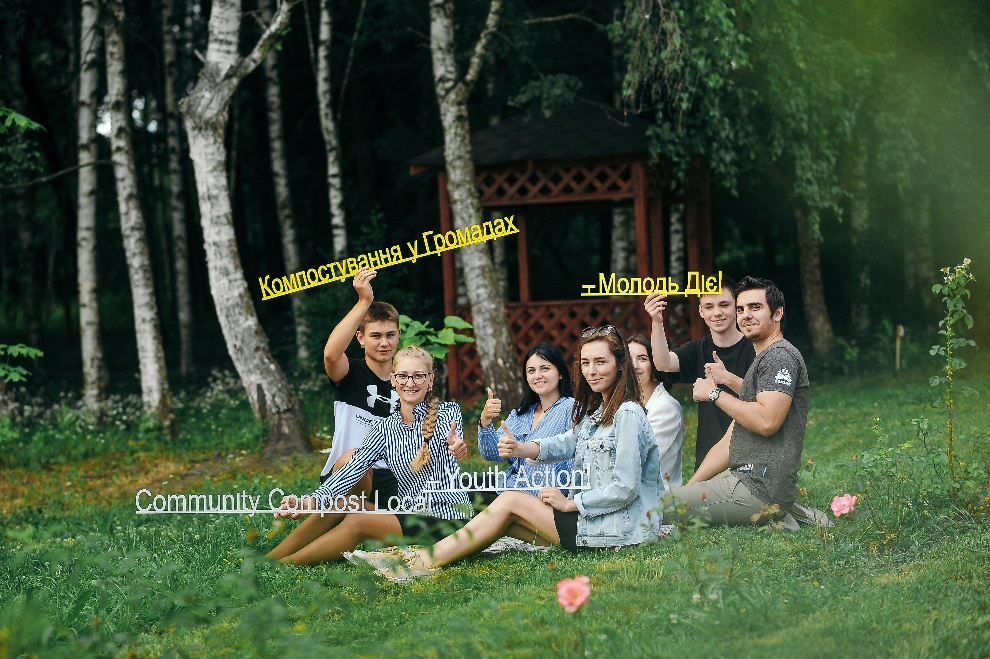 Компостування у Громадах
– Молодь Діє!
Community Compost Local
– Youth Action!